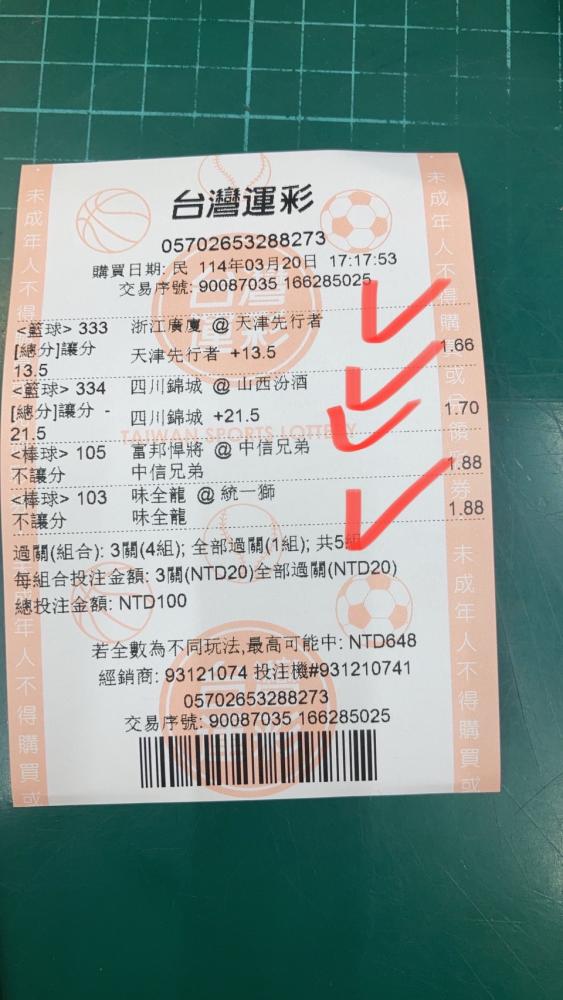 台灣運彩
05702653288273
購買日期: 民 114年03月20日 17:17:53
交易序號: 90087035 166285025
<籃球> 333 浙江廣廈 @ 天津先行者
[總分]讓分 天津先行者 +13.5 1.66
13.5
<籃球> 334 四川錦城 @ 山西汾酒
[總分]讓分 - 四川錦城 +21.5 1.70
21.5
TAIWAN SPORTS LOTTERY
<棒球> 105 富邦悍將 @ 中信兄弟
不讓分 中信兄弟 1.88
<棒球> 103 味全龍 @ 統一獅
不讓分 味全龍 1.88
過關(組合): 3關(4組); 全部過關(1組); 共5組
每組合投注金額: 3關(NTD20)全部過關(NTD20)
總投注金額: NTD100
若全數為不同玩法,最高可能中: NTD648
經銷商: 93121074 投注機#931210741
05702653288273
交易序號: 90087035 166285025
未成年人不得
未成年人不得購買或
未成年人不得購買或